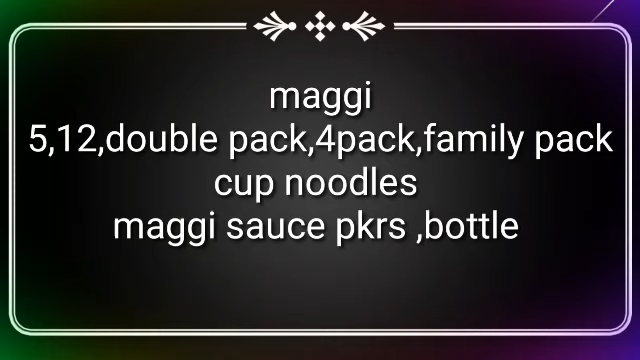 maggi
5,12,double pack,4pack,family pack
cup noodles
maggi sauce pkrs ,bottle